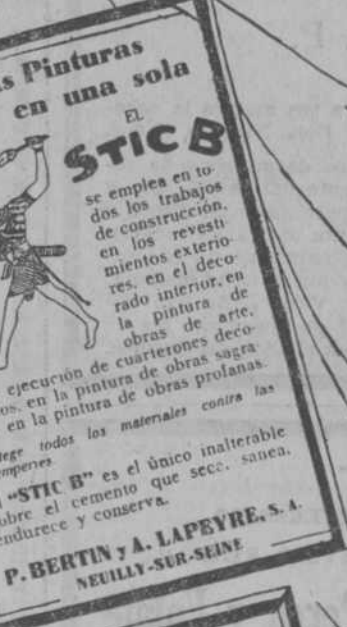 s Pinturas
en una sola
EL
STIC B
se emplea en to-
dos los trabajos
de construcción,
en los revesti-
mientos exterio-
res, en el deco-
rado interior, en
la pintura de
obras de arte,
ejecución de cuarterones deco-
os, en la pintura de obras sagra-
en la pintura de obras profanas.
tege todos los materiales contra las
mperies
"STIC B" es el único inalterable
obre el cemento que seca, sanea,
endurece y conserva.
P. BERTIN y A. LAPEYRE, S. A.
NEUILLY-SUR-SEINE